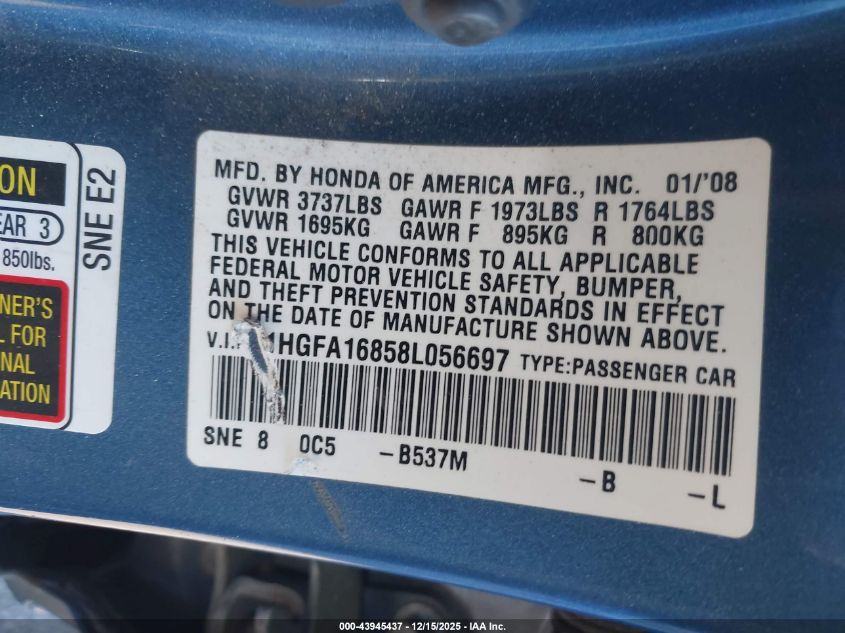 ON
EAR 3
850lbs.
NER'S
L FOR
NAL
ATION
SNE E2
MFD. BY HONDA OF AMERICA MFG., INC. 01/'08
GVWR 3737LBS GAWR F 1973LBS R 1764LBS
GVWR 1695KG GAWR F 895KG R 800KG
THIS VEHICLE CONFORMS TO ALL APPLICABLE
FEDERAL MOTOR VEHICLE SAFETY, BUMPER,
AND THEFT PREVENTION STANDARDS IN EFFECT
ON THE DATE OF MANUFACTURE SHOWN ABOVE.
V.I. HGFA16858L056697 TYPE:PASSENGER CAR
SNE 8 0C5 -B537M -B -L
000-43945437 - 12/15/2025 - IAA Inc.